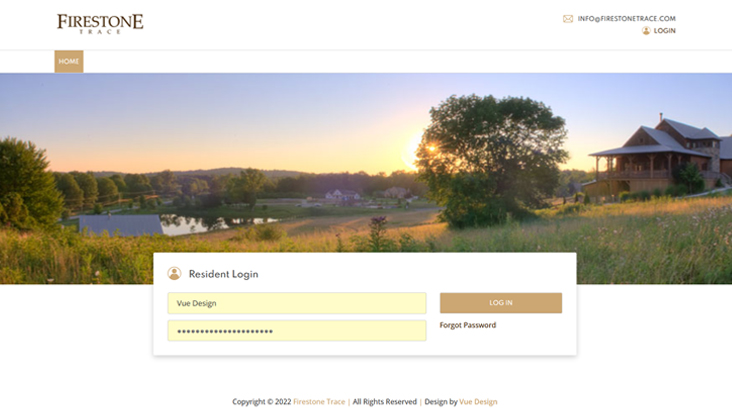 FIRESTONE
TRACE
INFO@FIRESTONETRACE.COM
LOGIN
HOME
Resident Login
Vue Design
LOG IN
•••••••••••••••••••••
Forgot Password
Copyright © 2022 Firestone Trace | All Rights Reserved | Design by Vue Design